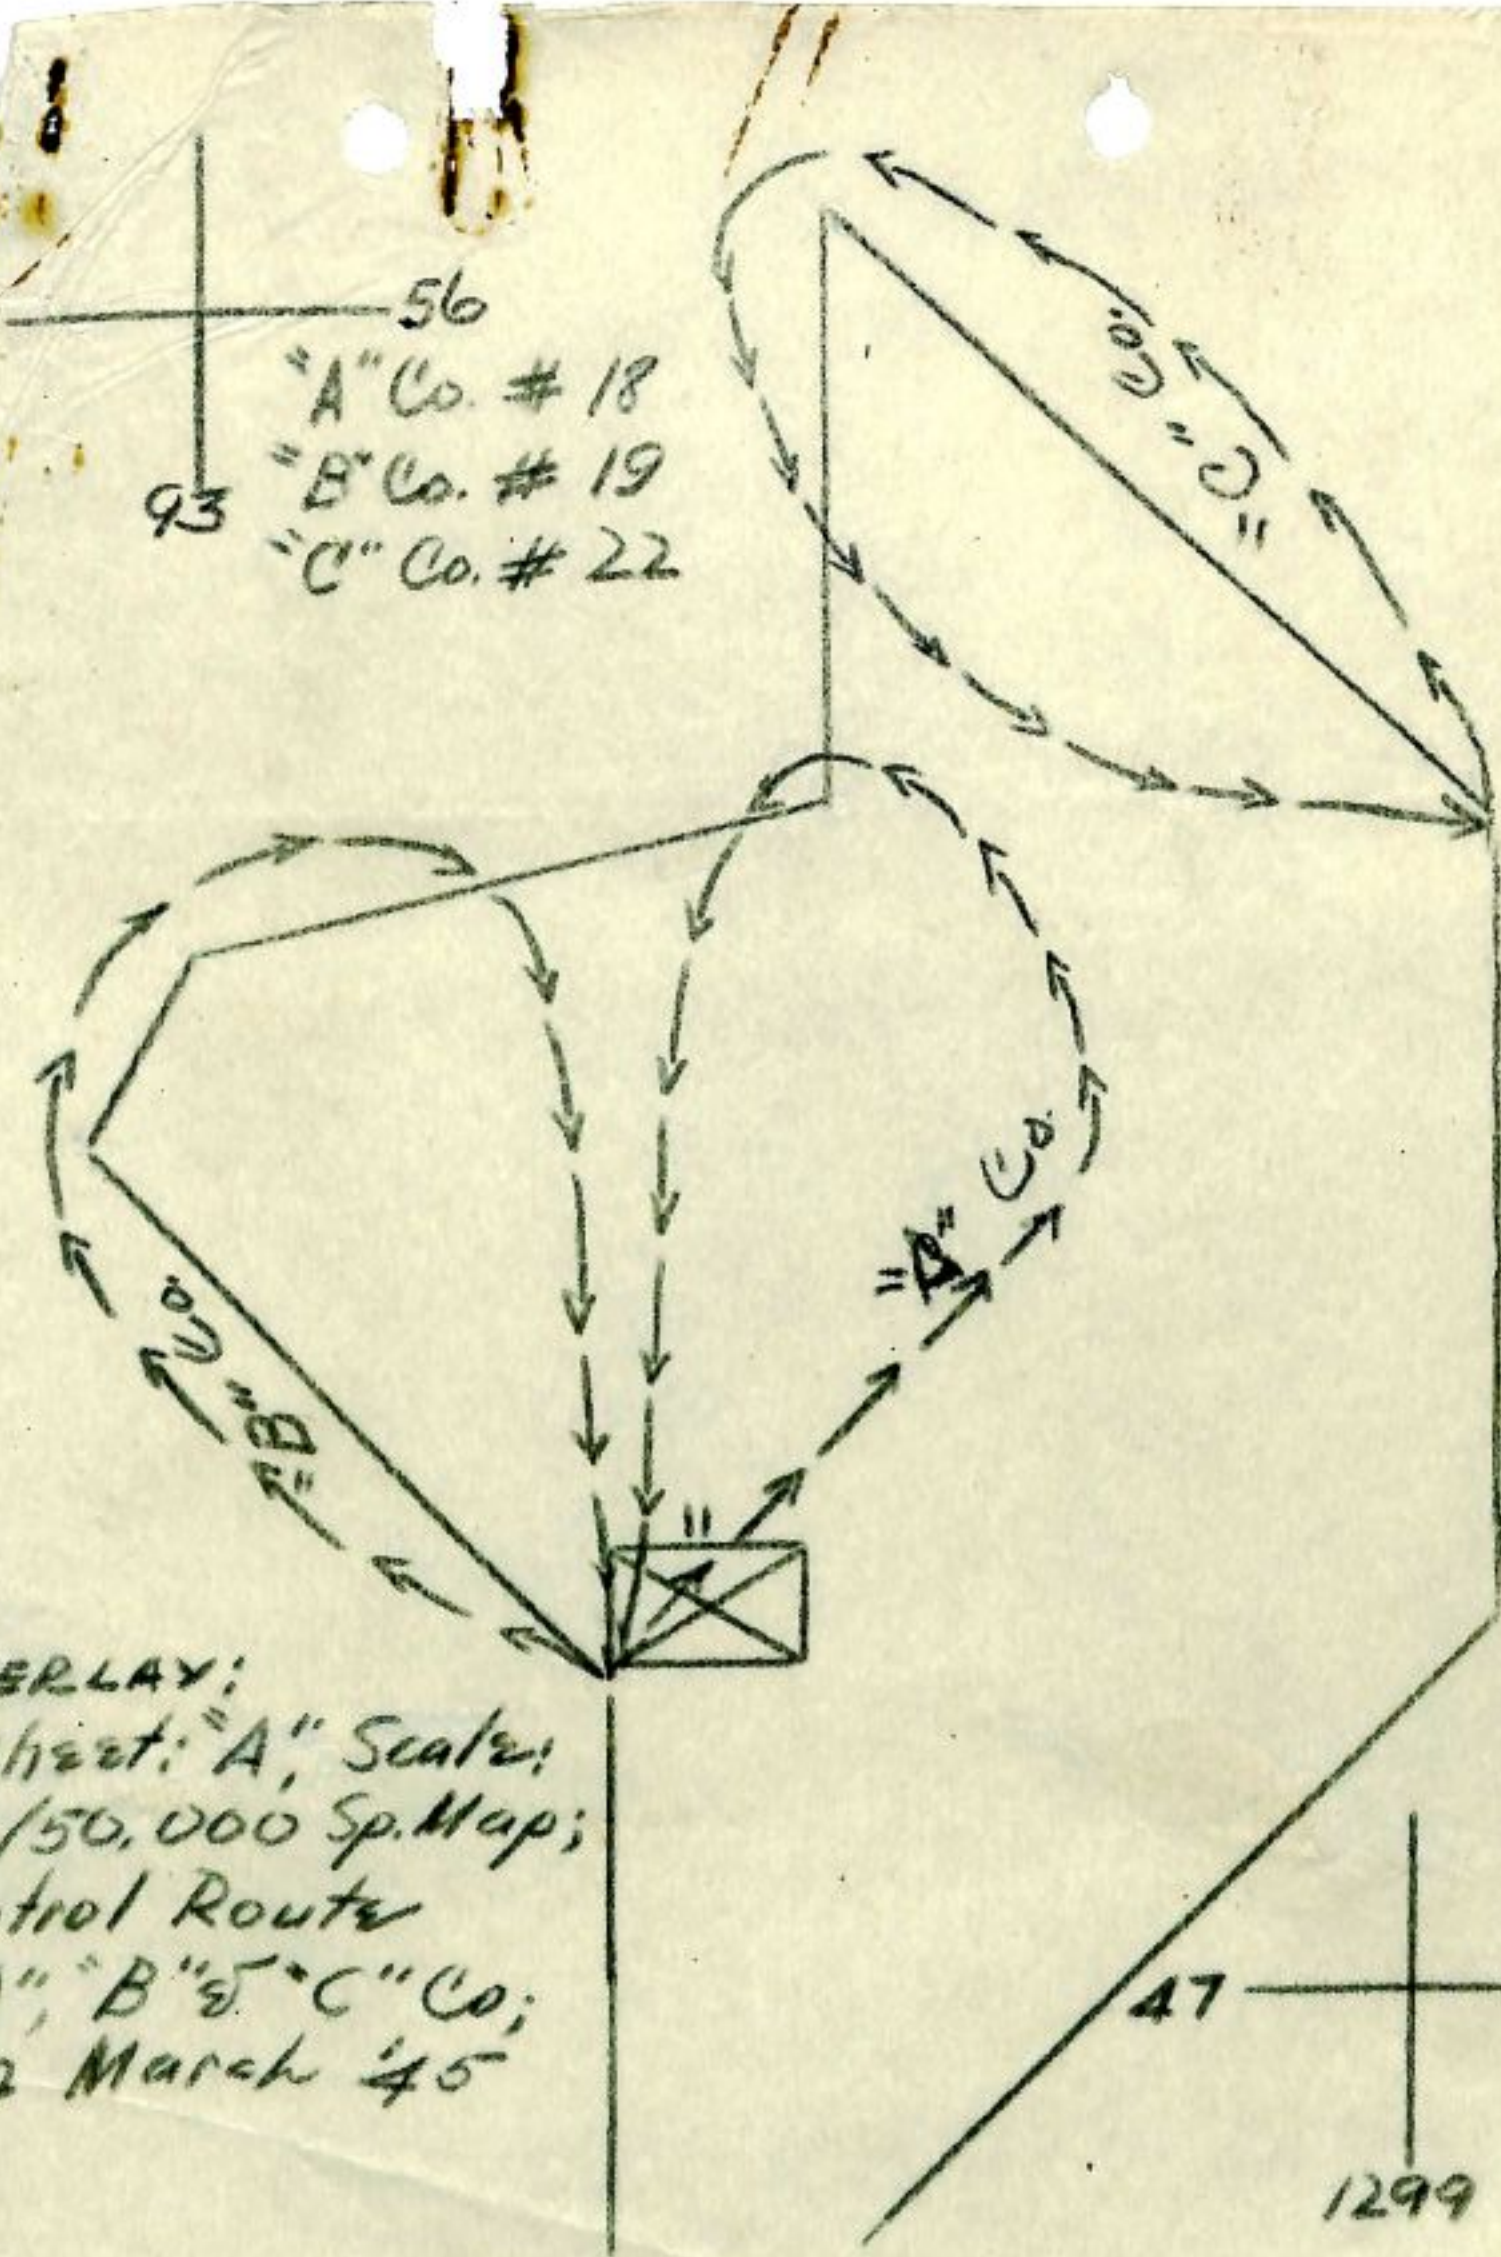 56
"A" Co. # 18
"B" Co. # 19
93
"C" Co. # 22
"C" Co.
"A" Co.
"B" Co.
"
ERLAY:
heet: "A", Scale:
/50,000 Sp. Map;
trol Route
", "B" & "C" Co;
March '45
47
1299